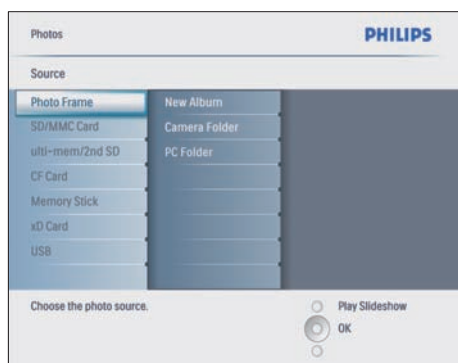 Photos
PHILIPS
Source
Photo Frame
New Album
SD/MMC Card
Camera Folder
ulti-mem/2nd SD
PC Folder
CF Card
Memory Stick
xD Card
USB
Choose the photo source.
Play Slideshow
OK